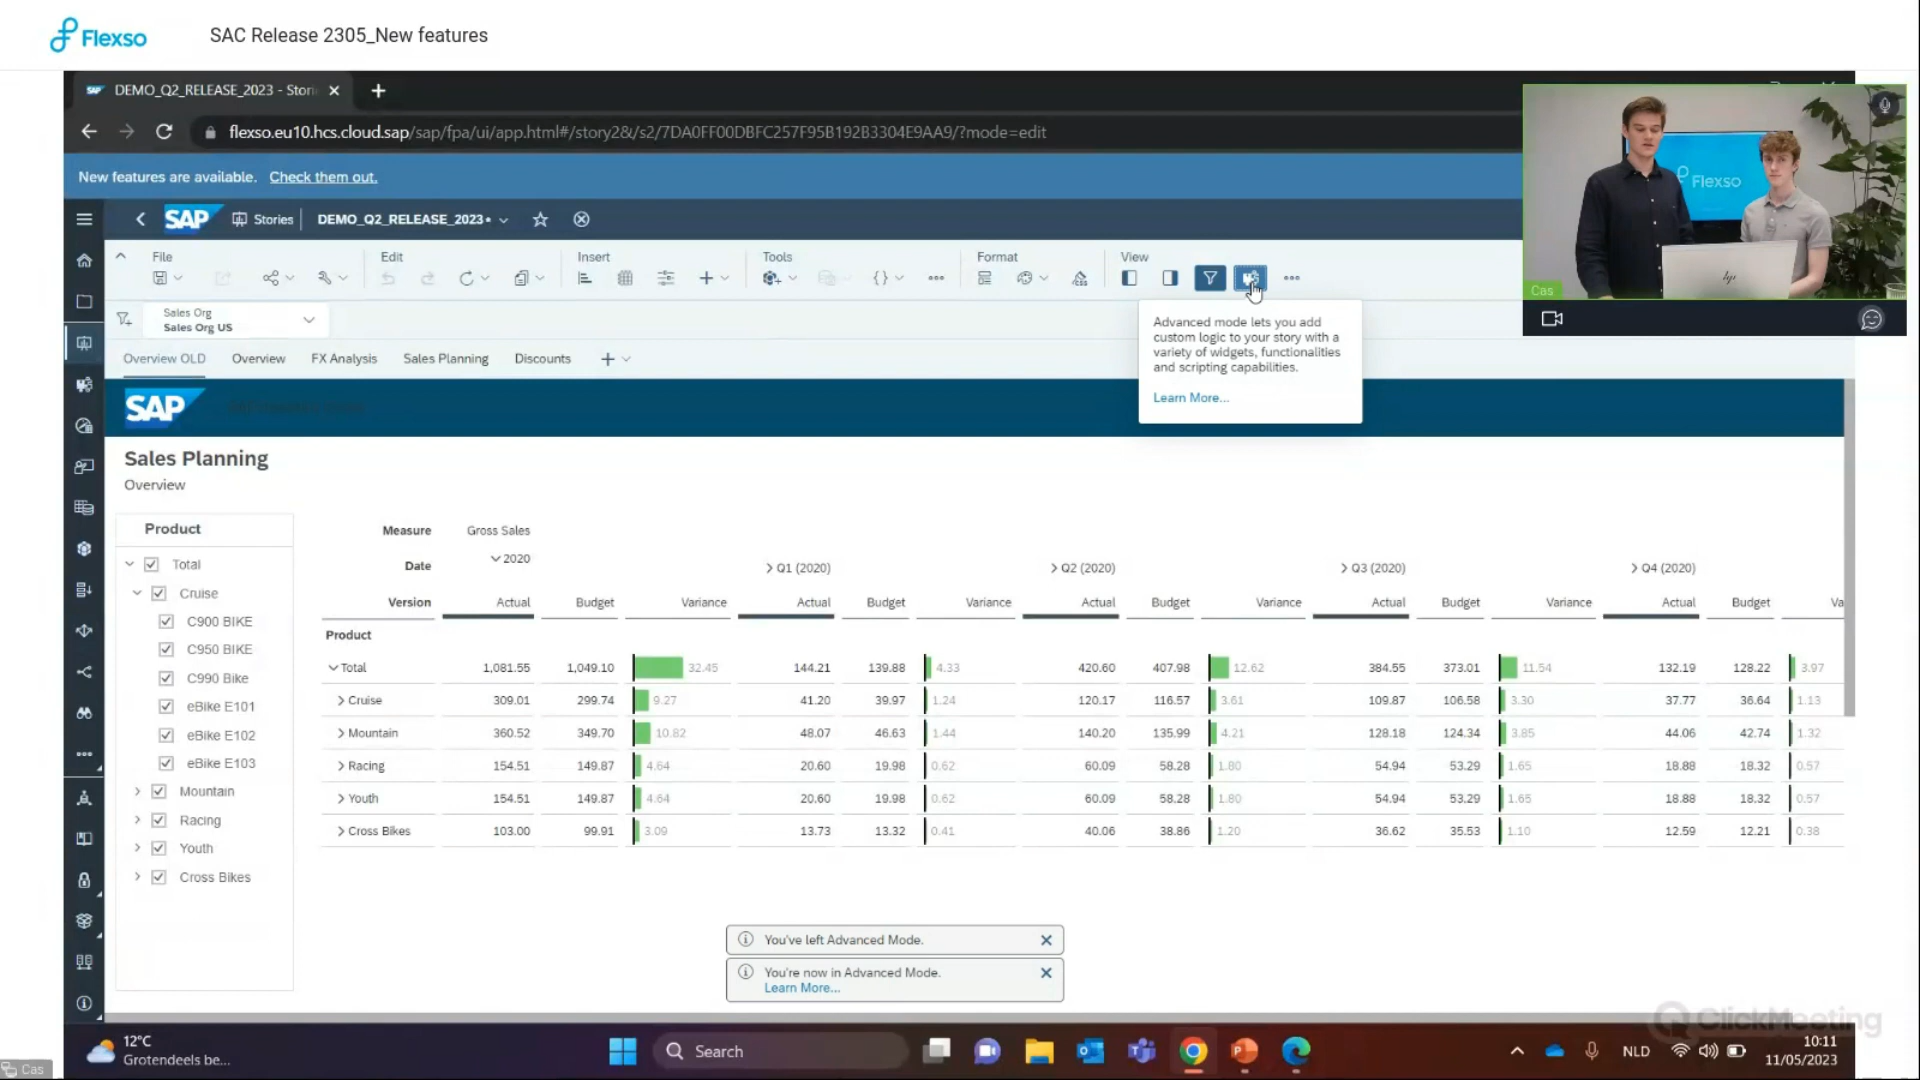 Flexso
SAC Release 2305_New features
DEMO_Q2_RELEASE_2023 - Stori
flexso.eu10.hcs.cloud.sap/sap/fpa/ui/app.html#/story2&/s2/7DA0FF00DBFC257F95B192B3304E9AA9/?mode=edit
New features are available. Check them out.
SAP Stories DEMO_Q2_RELEASE_2023
File Edit Insert Tools Format View
Flexso
hp
Cas
Sales Org
Sales Org US
Advanced mode lets you add
custom logic to your story with a
variety of widgets, functionalities
and scripting capabilities.
Learn More...
Overview OLD Overview FX Analysis Sales Planning Discounts
SAP
Sales Planning
Overview
Product
Total
Cruise
C900 BIKE
C950 BIKE
C990 Bike
eBike E101
eBike E102
eBike E103
Mountain
Racing
Youth
Cross Bikes
Measure Gross Sales
Date 2020 Q1 (2020) Q2 (2020) Q3 (2020) Q4 (2020)
Version Actual Budget Variance Actual Budget Variance Actual Budget Variance Actual Budget Variance Actual Budget Va
Product
Total 1,081.55 1,049.10 32.45 144.21 139.88 4.33 420.60 407.98 12.62 384.55 373.01 11.54 132.19 128.22 3.97
Cruise 309.01 299.74 9.27 41.20 39.97 1.24 120.17 116.57 3.61 109.87 106.58 3.30 37.77 36.64 1.13
Mountain 360.52 349.70 10.82 48.07 46.63 1.44 140.20 135.99 4.21 128.18 124.34 3.85 44.06 42.74 1.32
Racing 154.51 149.87 4.64 20.60 19.98 0.62 60.09 58.28 1.80 54.94 53.29 1.65 18.88 18.32 0.57
Youth 154.51 149.87 4.64 20.60 19.98 0.62 60.09 58.28 1.80 54.94 53.29 1.65 18.88 18.32 0.57
Cross Bikes 103.00 99.91 3.09 13.73 13.32 0.41 40.06 38.86 1.20 36.62 35.53 1.10 12.59 12.21 0.38
You've left Advanced Mode.
You're now in Advanced Mode.
Learn More...
ClickMeeting
12°C
Grotendeels be...
Search
NLD
10:11
11/05/2023
Cas